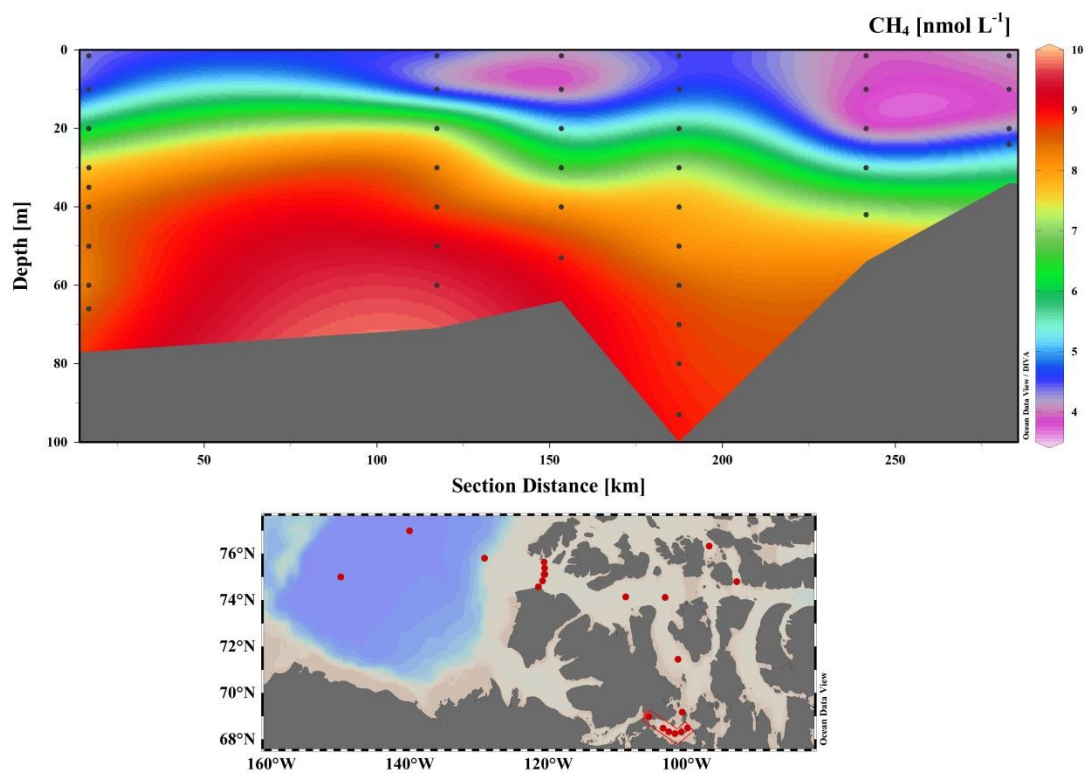 CH₄ [nmol L⁻¹]
0
20
40
60
80
100
Depth [m]
50
100
150
200
250
Section Distance [km]
10
9
8
7
6
5
4
Ocean Data View / DIVA
76°N
74°N
72°N
70°N
68°N
160°W
140°W
120°W
100°W
Ocean Data View